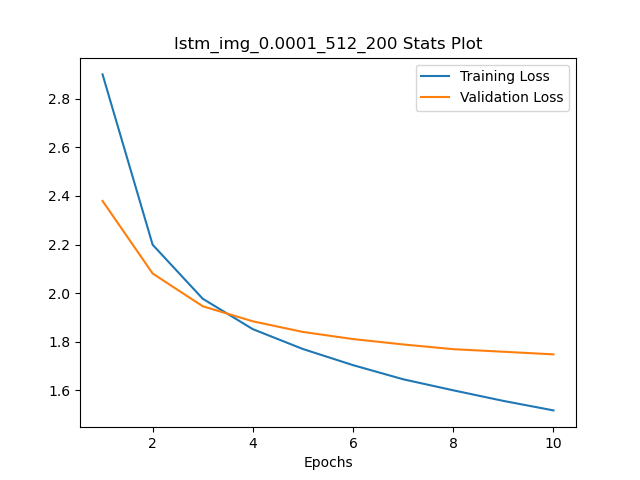 lstm_img_0.0001_512_200 Stats Plot
Training Loss
Validation Loss
2.8
2.6
2.4
2.2
2.0
1.8
1.6
2 4 6 8 10
Epochs